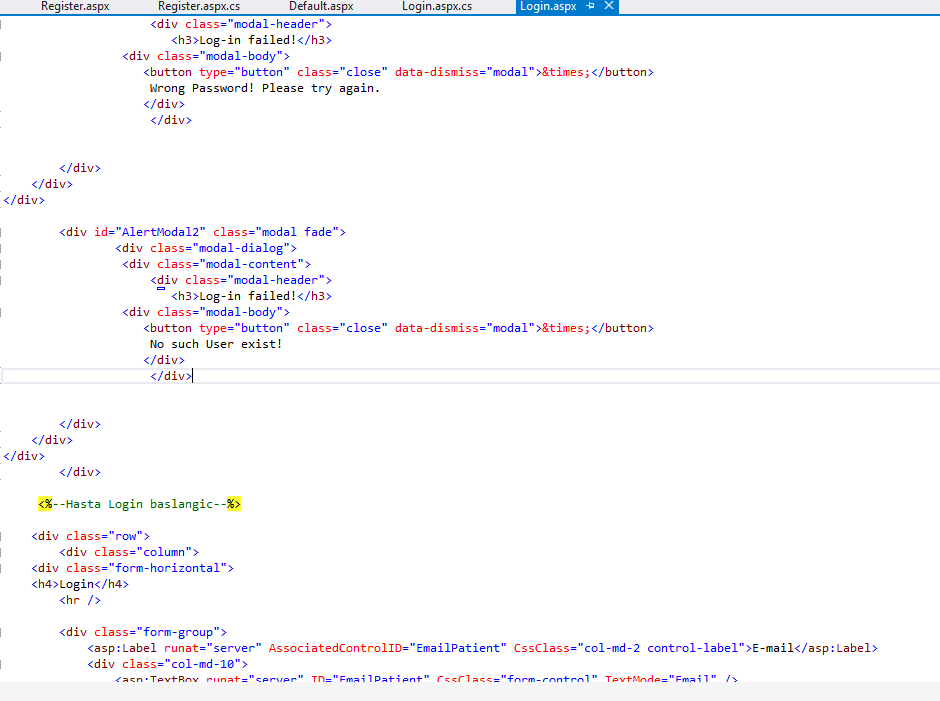 Register.aspx Register.aspx.cs Default.aspx Login.aspx.cs Login.aspx
<div class="modal-header">
<h3>Log-in failed!</h3>
<div class="modal-body">
<button type="button" class="close" data-dismiss="modal">&times;</button>
Wrong Password! Please try again.
</div>
</div>
</div>
</div>
</div>
<div id="AlertModal2" class="modal fade">
<div class="modal-dialog">
<div class="modal-content">
<div class="modal-header">
<h3>Log-in failed!</h3>
<div class="modal-body">
<button type="button" class="close" data-dismiss="modal">&times;</button>
No such User exist!
</div>
</div>
</div>
</div>
</div>
</div>
<%--Hasta Login baslangic--%>
<div class="row">
<div class="column">
<div class="form-horizontal">
<h4>Login</h4>
<hr />
<div class="form-group">
<asp:Label runat="server" AssociatedControlID="EmailPatient" CssClass="col-md-2 control-label">E-mail</asp:Label>
<div class="col-md-10">
<asp:TextBox runat="server" ID="EmailPatient" CssClass="form-control" TextMode="Email" />